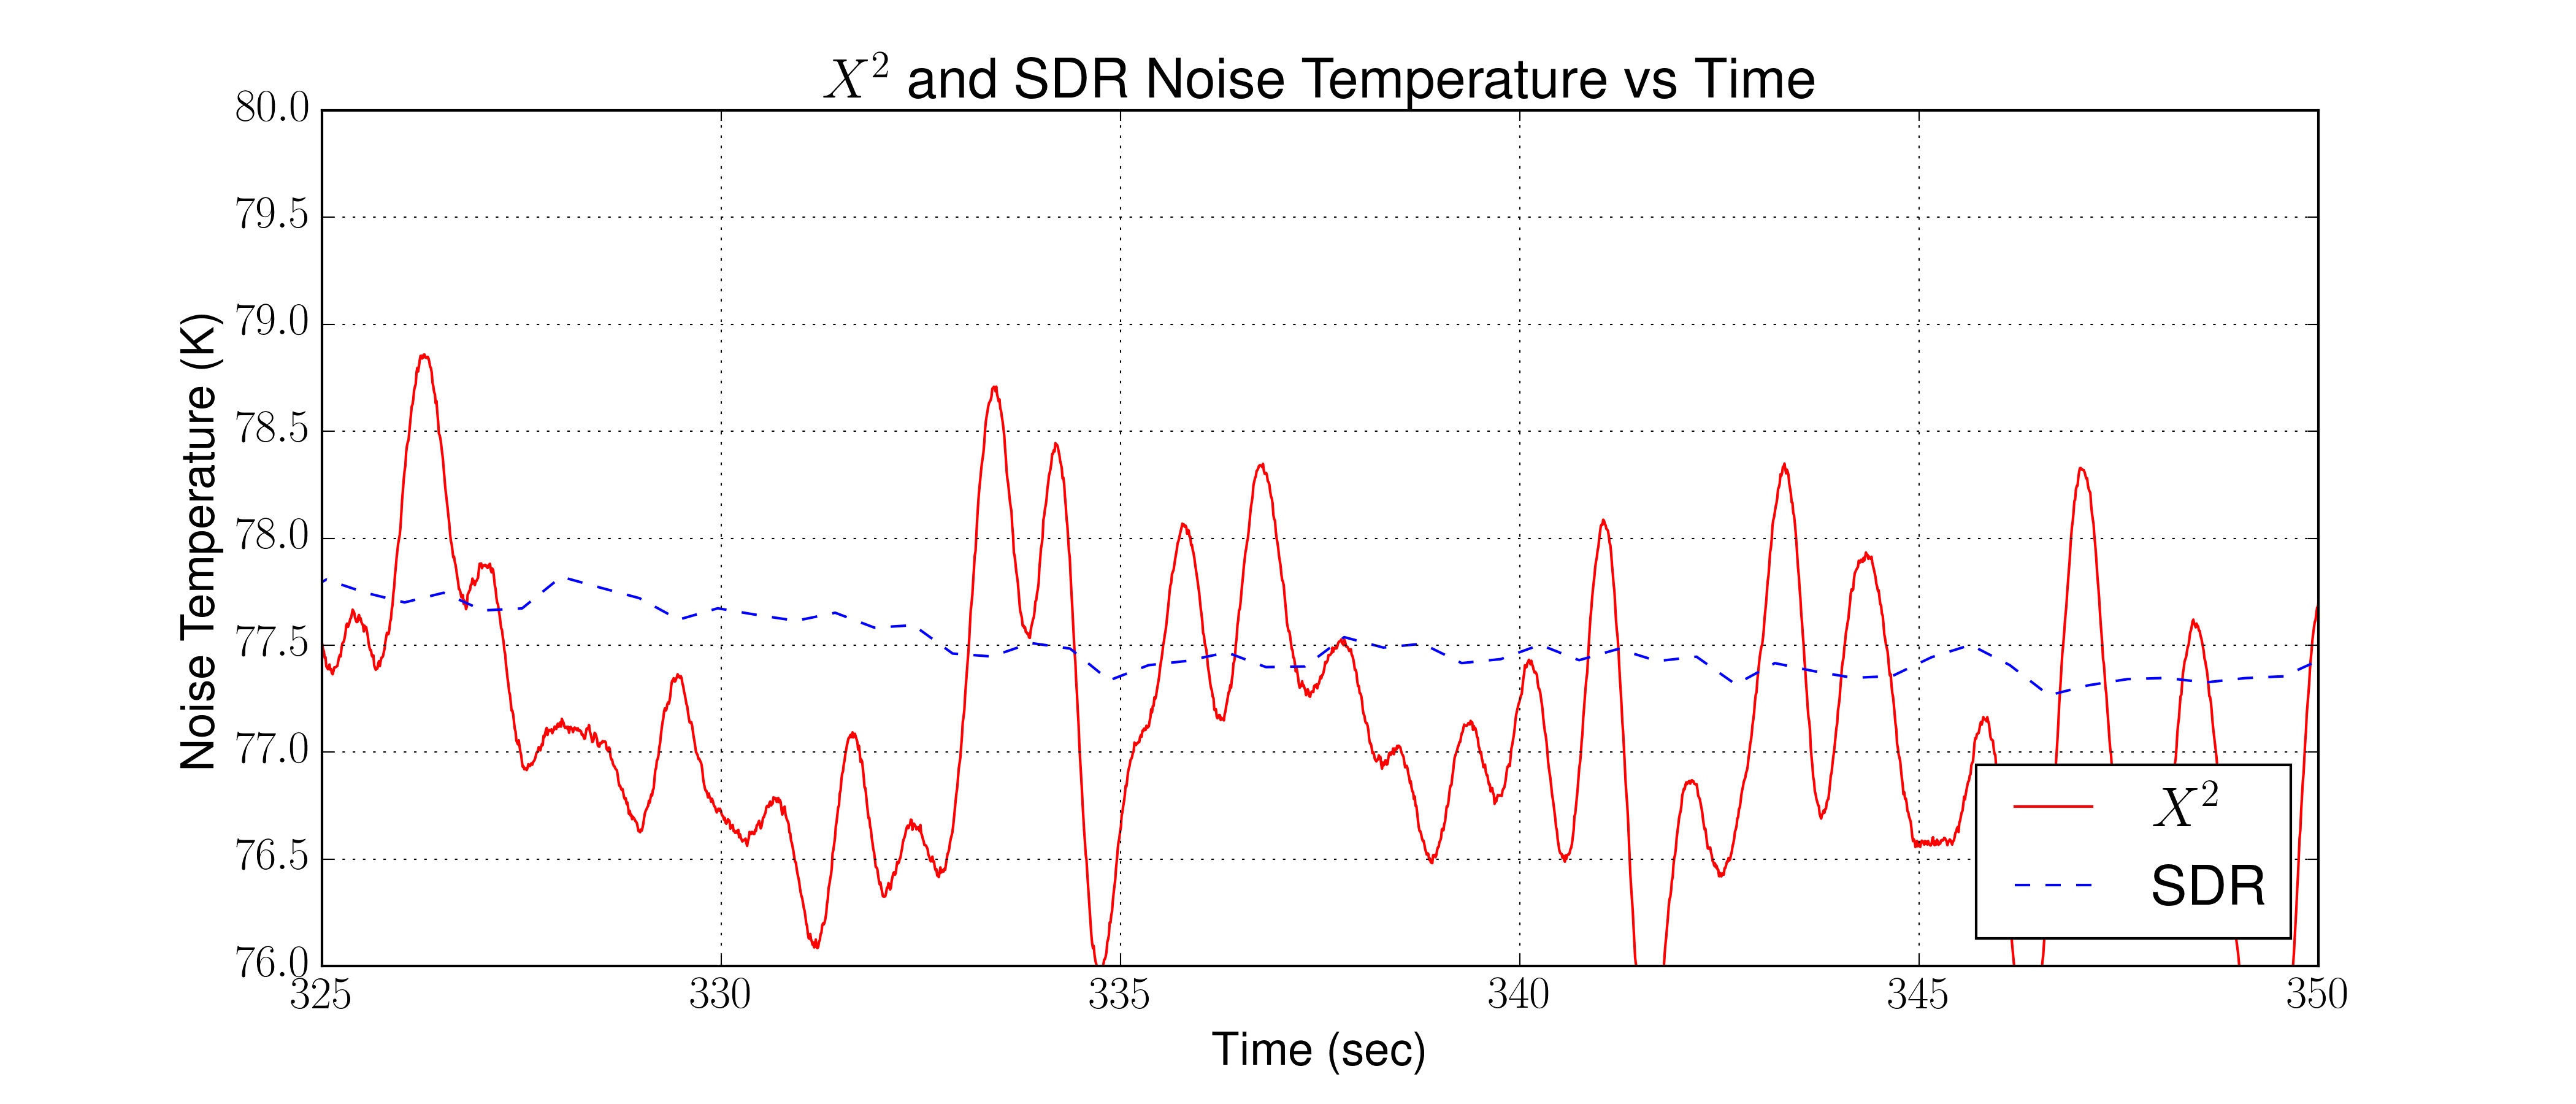 X² and SDR Noise Temperature vs Time
80.0
79.5
79.0
78.5
78.0
77.5
77.0
76.5
76.0
Noise Temperature (K)
X²
SDR
325 330 335 340 345 350
Time (sec)